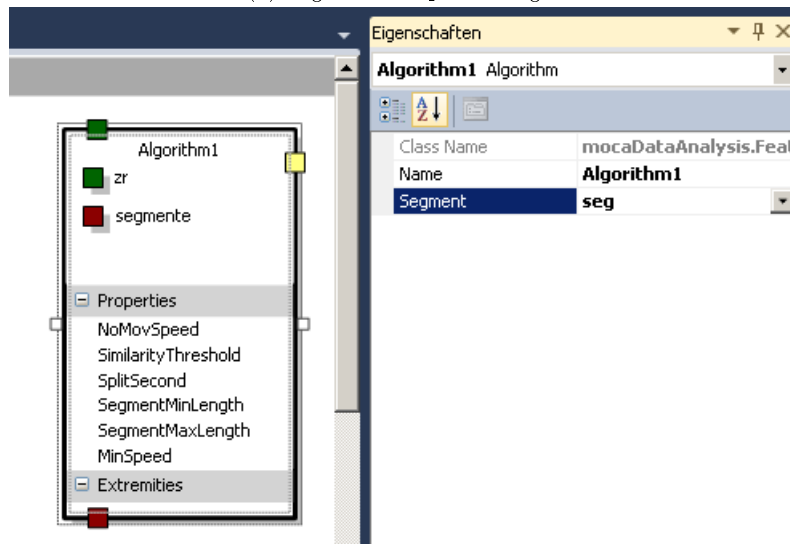 Eigenschaften
Algorithm1 Algorithm
Algorithm1
zr
segmente
Properties
NoMovSpeed
SimilarityThreshold
SplitSecond
SegmentMinLength
SegmentMaxLength
MinSpeed
Extremities
Class Name mocaDataAnalysis.Feat
Name Algorithm1
Segment seg